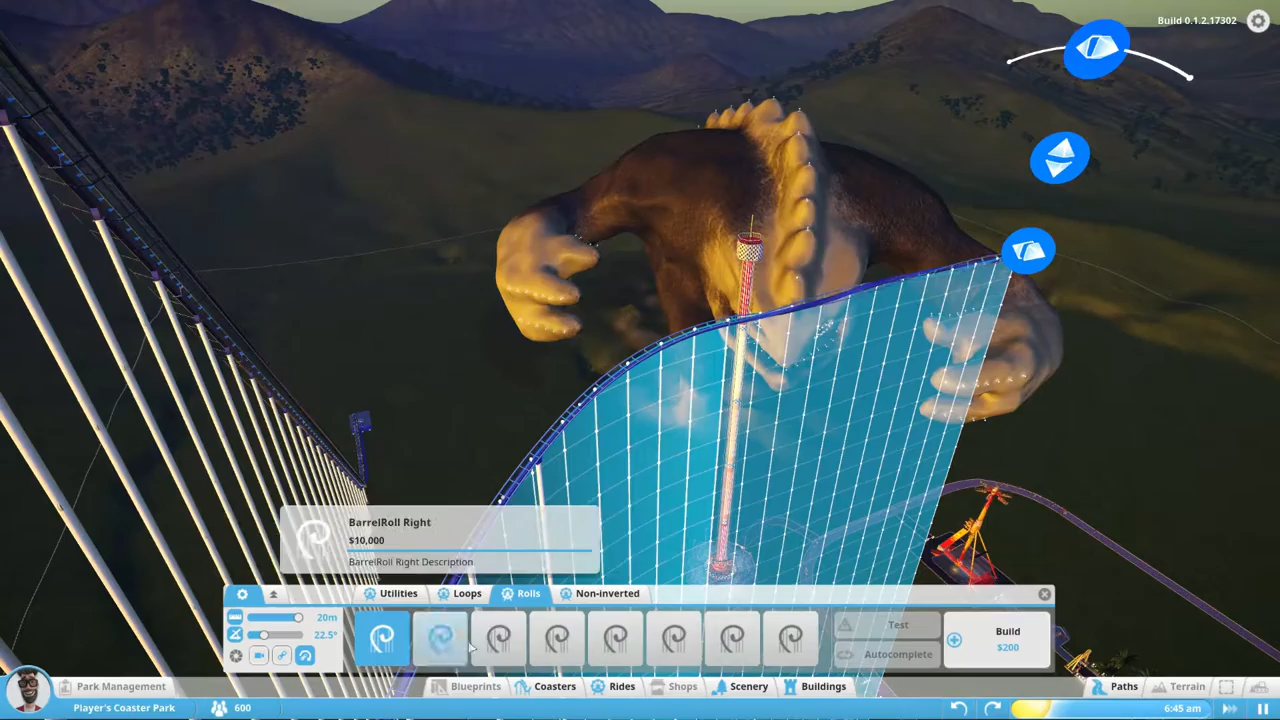 Build 0.1.2.17302
BarrelRoll Right
$10,000
BarrelRoll Right Description
Utilities
Loops
Rolls
Non-inverted
20m
22.5°
Test
Autocomplete
Build
$200
Park Management
Blueprints
Coasters
Rides
Shops
Scenery
Buildings
Paths
Terrain
Player's Coaster Park
600
6:45 am